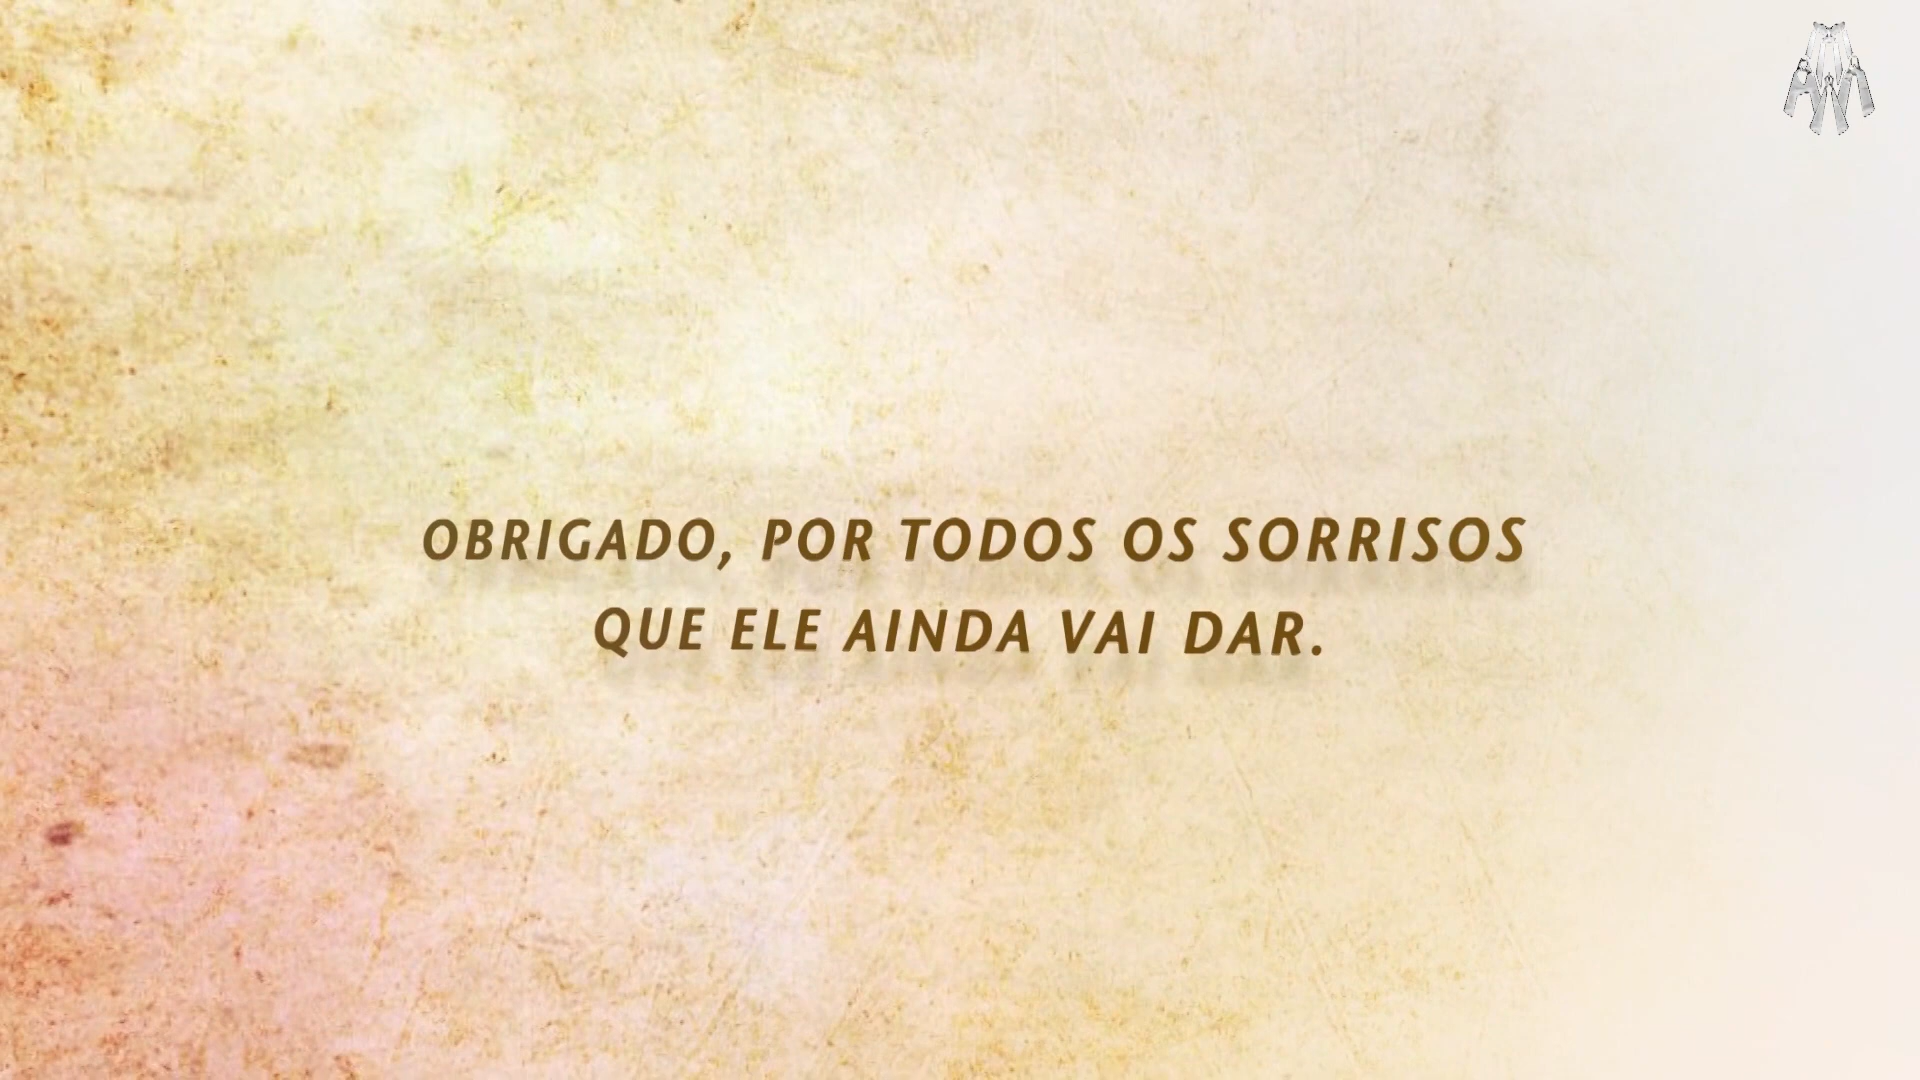 OBRIGADO, POR TODOS OS SORRISOS
QUE ELE AINDA VAI DAR.